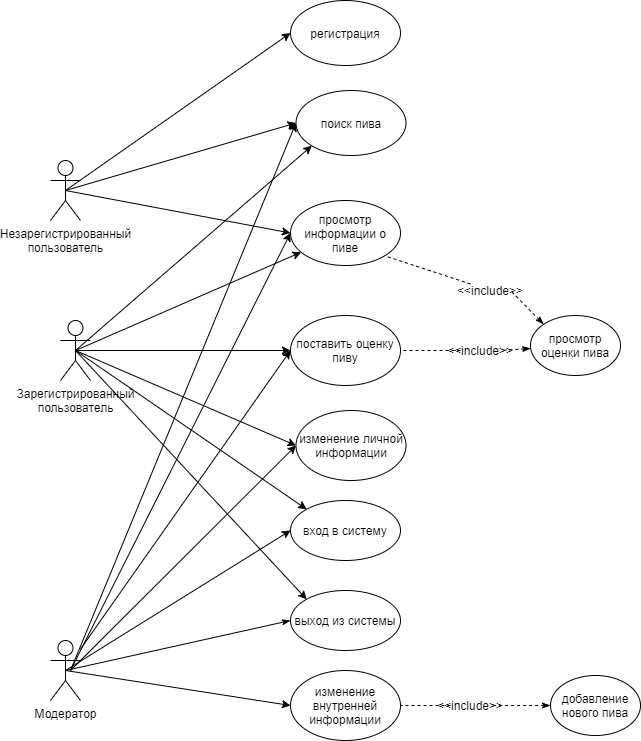 регистрация
поиск пива
Незарегистрированный
пользователь
просмотр
информации о
пиве
<<include>>
Зарегистрированный
пользователь
поставить оценку
пиву
<<include>>
просмотр
оценки пива
изменение личной
информации
вход в систему
выход из системы
Модератор
изменение
внутренней
информации
<<include>>
добавление
нового пива